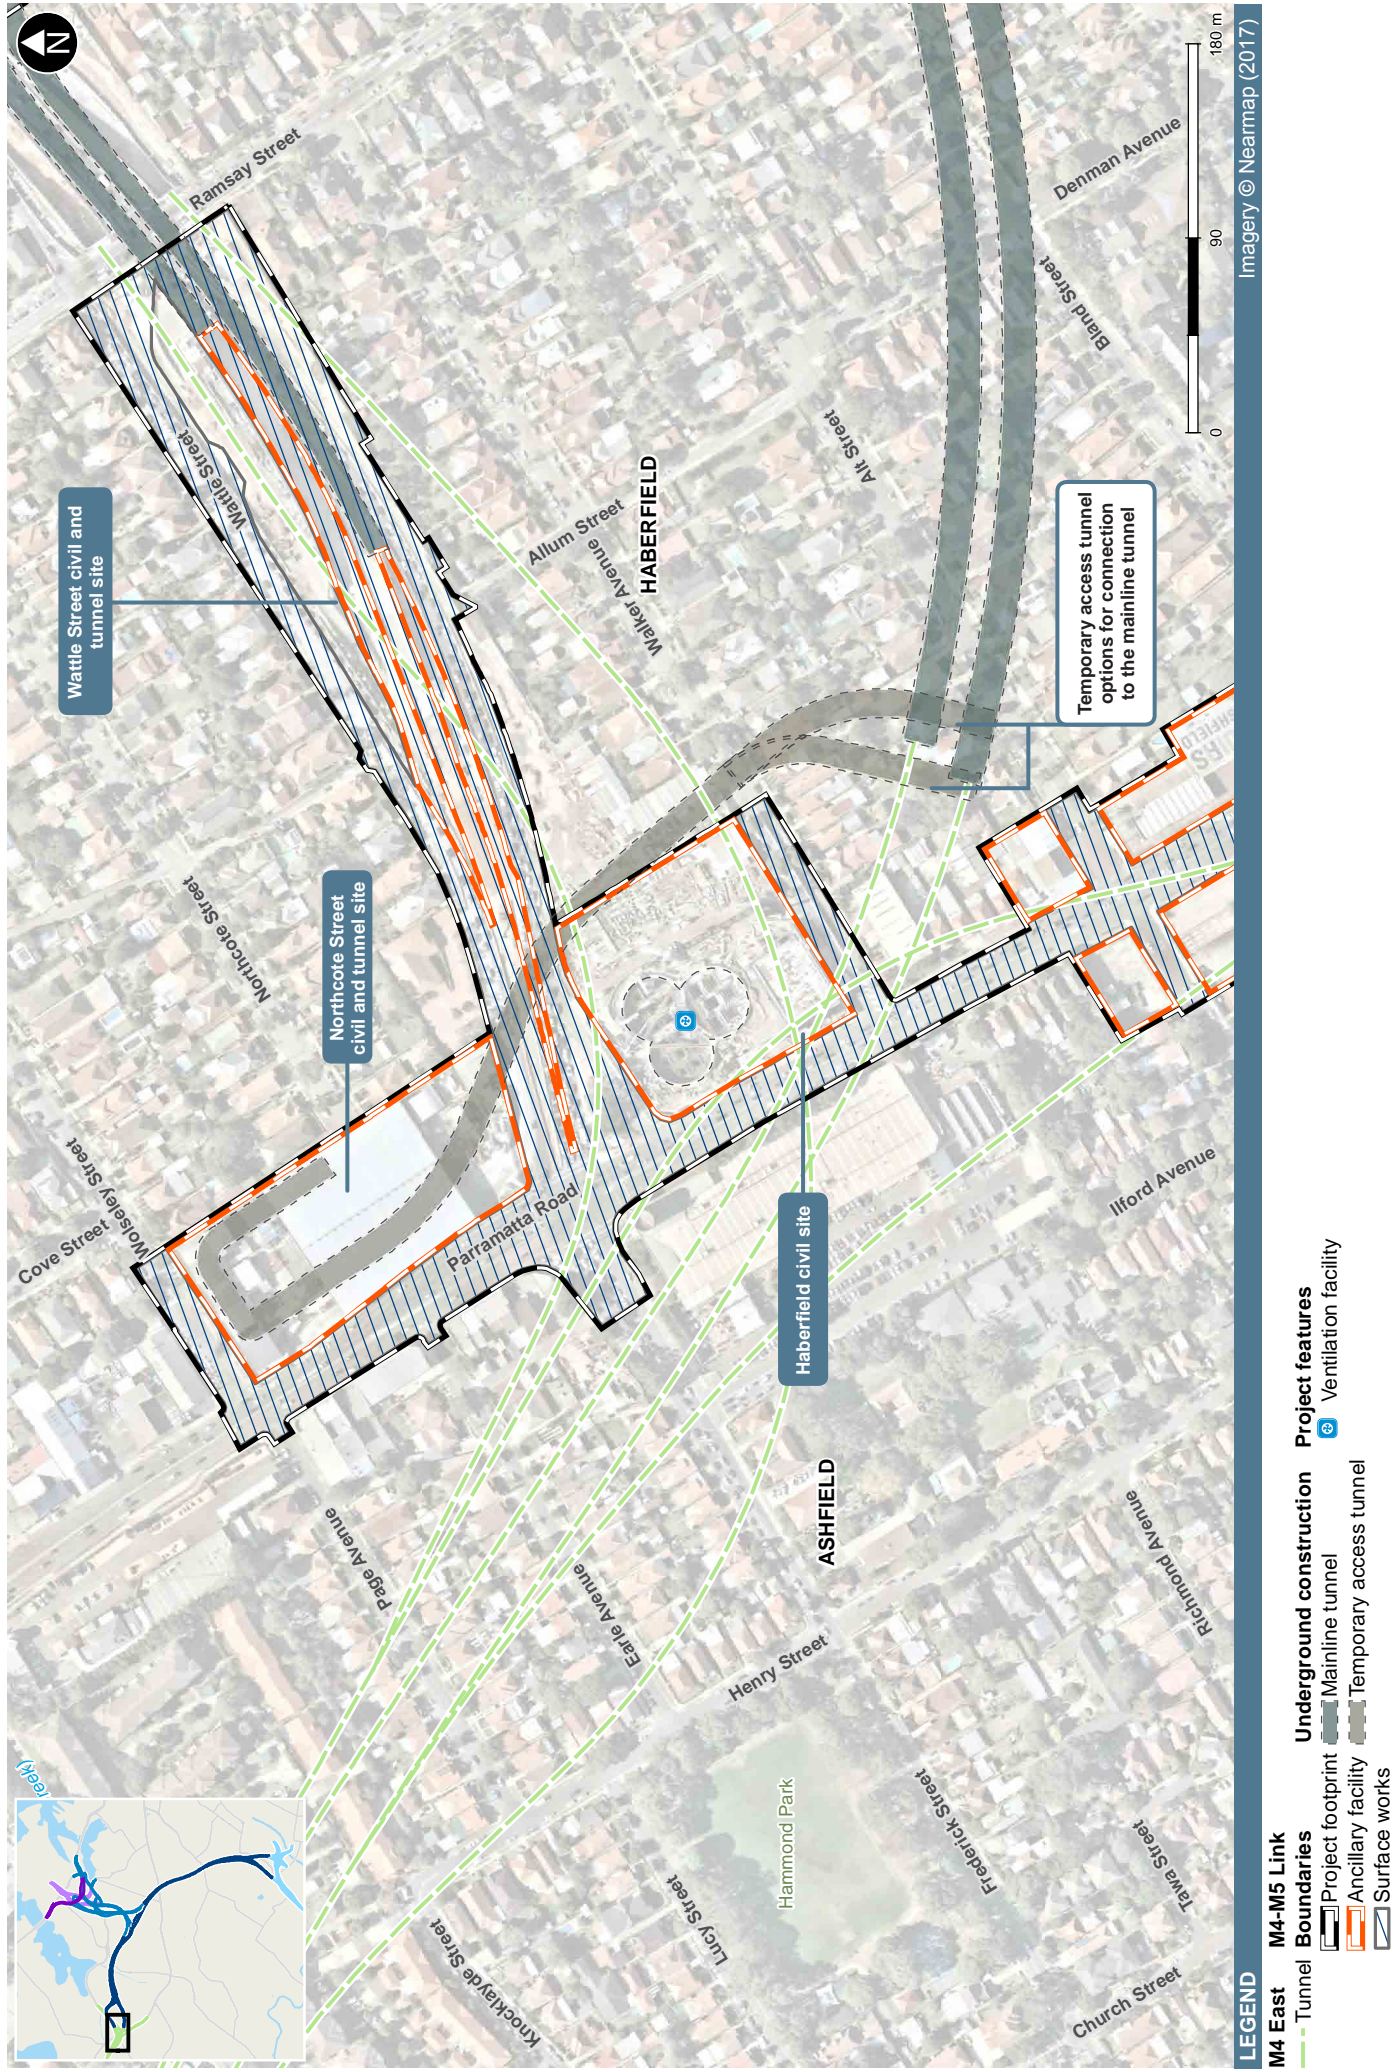 N
Ramsay Street
Wattle Street civil and
tunnel site
Wattle Street
Denman Avenue
Bland Street
Alt Street
Allum Street
Walker Avenue
HABERFIELD
Temporary access tunnel
options for connection
to the mainline tunnel
Northcote Street
Northcote Street
civil and tunnel site
Cove Street
Wolseley Street
Parramatta Road
Haberfield civil site
Ilford Avenue
ASHFIELD
Page Avenue
Earle Avenue
Henry Street
Richmond Avenue
Hammond Park
Frederick Street
Tawa Street
Lucy Street
Knocklayde Street
Church Street
reek)
0
90
180 m
LEGEND
Imagery © Nearmap (2017)
M4 East
Tunnel
M4-M5 Link
Boundaries
Project footprint
Ancillary facility
Surface works
Underground construction
Mainline tunnel
Temporary access tunnel
Project features
Ventilation facility